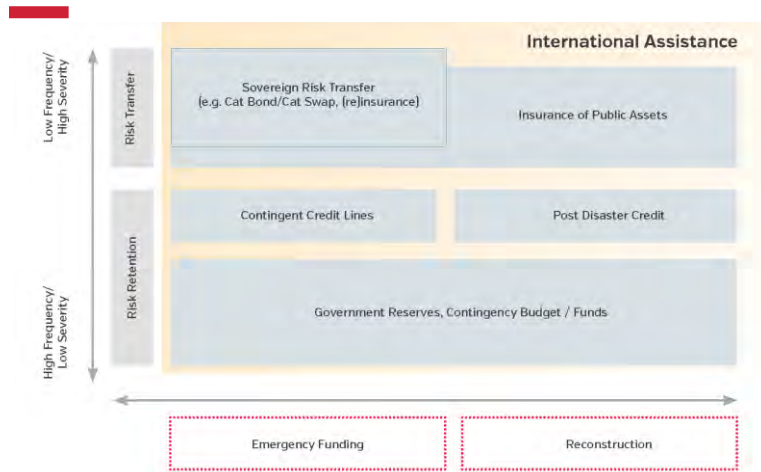 International Assistance
Low Frequency/
High Severity
Risk Transfer
Sovereign Risk Transfer
(e.g. Cat Bond/Cat Swap, (re)insurance)
Insurance of Public Assets
Risk Retention
Contingent Credit Lines
Post Disaster Credit
High Frequency/
Low Severity
Government Reserves, Contingency Budget / Funds
Emergency Funding
Reconstruction